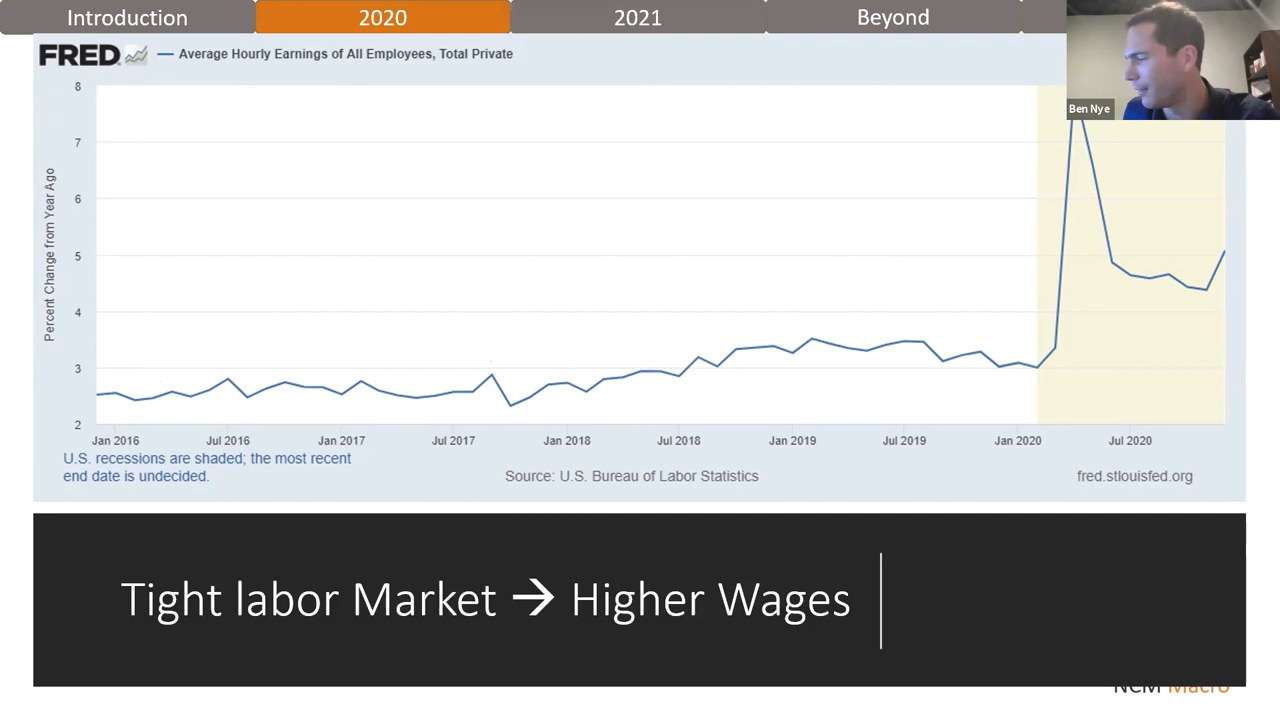 Introduction
2020
2021
Beyond
FRED
Average Hourly Earnings of All Employees, Total Private
Ben Nye
Percent Change from Year Ago
8
7
6
5
4
3
2
Jan 2016
Jul 2016
Jan 2017
Jul 2017
Jan 2018
Jul 2018
Jan 2019
Jul 2019
Jan 2020
Jul 2020
U.S. recessions are shaded; the most recent
end date is undecided.
Source: U.S. Bureau of Labor Statistics
fred.stlouisfed.org
Tight labor Market → Higher Wages
Macro